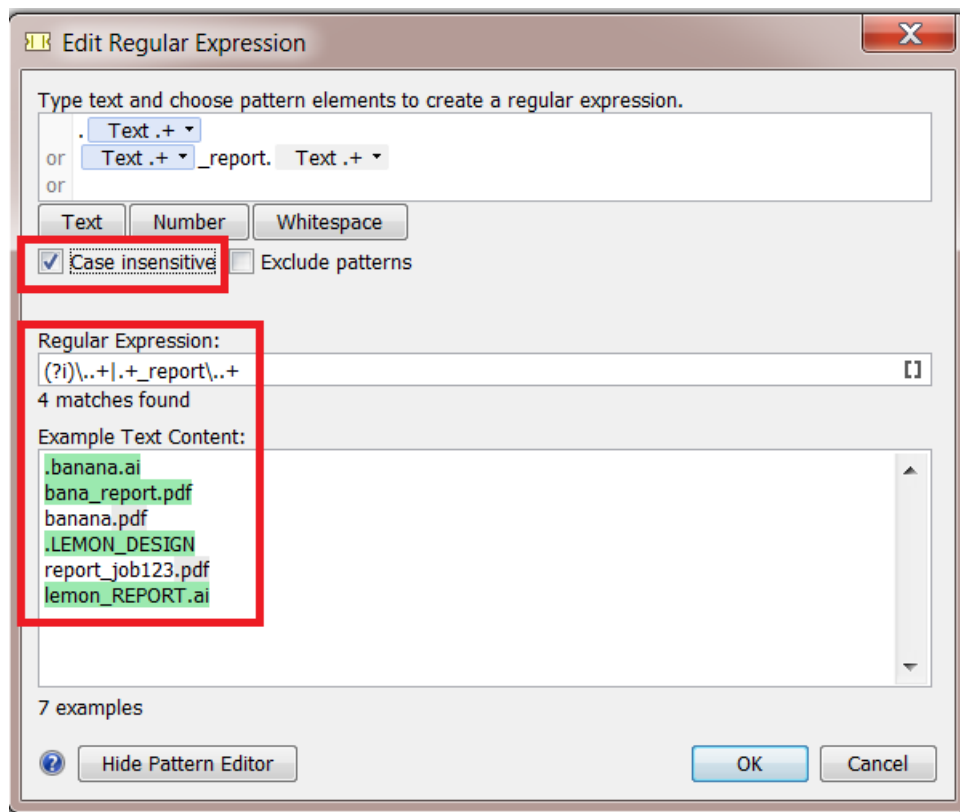 Edit Regular Expression
X
Type text and choose pattern elements to create a regular expression.
. Text .+
or Text .+ _report. Text .+
or
Text Number Whitespace
Case insensitive Exclude patterns
Regular Expression:
(?i)\..+|.+_report\..+
4 matches found
Example Text Content:
.banana.ai
bana_report.pdf
banana.pdf
.LEMON_DESIGN
report_job123.pdf
lemon_REPORT.ai
7 examples
? Hide Pattern Editor OK Cancel